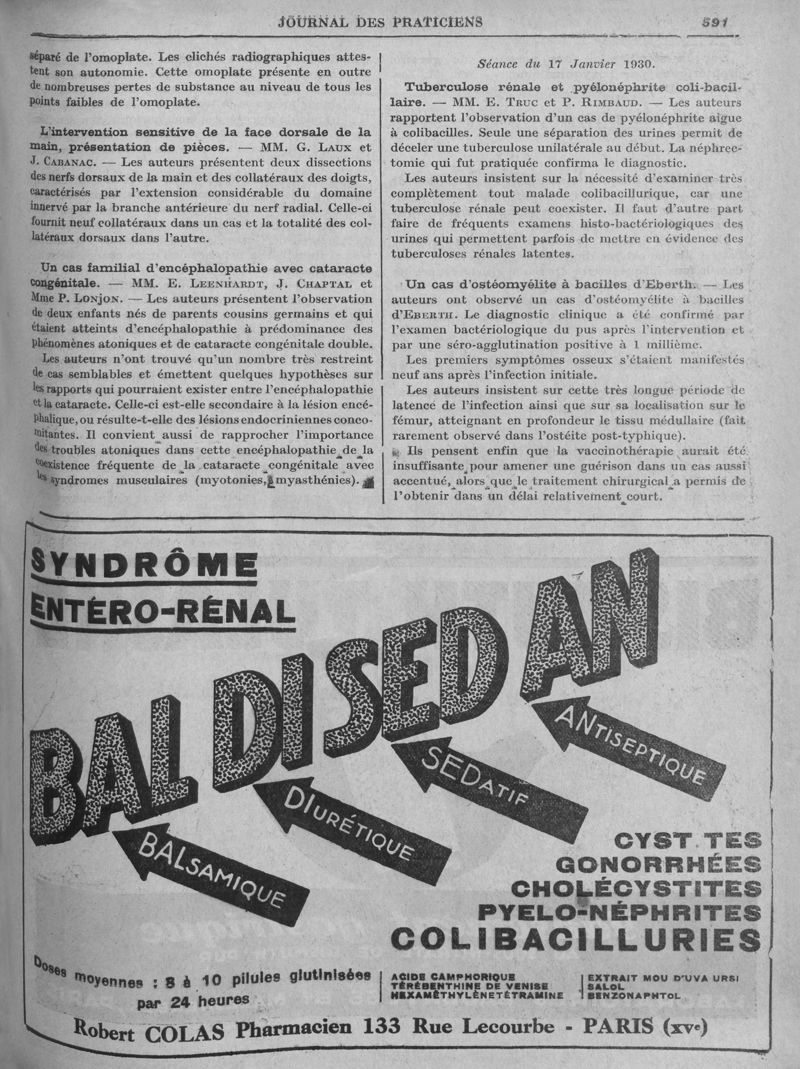 JOURNAL DES PRATICIENS
591
séparé de l'omoplate. Les clichés radiographiques attes-
tent son autonomie. Cette omoplate présente en outre
de nombreuses pertes de substance au niveau de tous les
points faibles de l'omoplate.
L'intervention sensitive de la face dorsale de la
main, présentation de pièces. — MM. G. LAUX et
J. CABANAC. — Les auteurs présentent deux dissections
des nerfs dorsaux de la main et des collatéraux des doigts,
caractérisés par l'extension considérable du domaine
innervé par la branche antérieure du nerf radial. Celle-ci
fournit neuf collatéraux dans un cas et la totalité des col-
latéraux dorsaux dans l'autre.
Un cas familial d'encéphalopathie avec cataracte
congénitale. — MM. E. LEENHARDT, J. CHAPTAL et
Mme P. LONJON. — Les auteurs présentent l'observation
de deux enfants nés de parents cousins germains et qui
étaient atteints d'encéphalopathie à prédominance des
phénomènes atoniques et de cataracte congénitale double.
Les auteurs n'ont trouvé qu'un nombre très restreint
de cas semblables et émettent quelques hypothèses sur
les rapports qui pourraient exister entre l'encéphalopathie
et la cataracte. Celle-ci est-elle secondaire à la lésion encé-
phalique, ou résulte-t-elle des lésions endocriniennes conco-
mitantes. Il convient aussi de rapprocher l'importance
des troubles atoniques dans cette encéphalopathie de la
coexistence fréquente de la cataracte congénitale avec
les syndromes musculaires (myotonies, myasthénies).
Séance du 17 Janvier 1930.
Tuberculose rénale et pyélonéphrite coli-bacil-
laire. — MM. E. TRUC et P. RIMBAUD. — Les auteurs
rapportent l'observation d'un cas de pyélonéphrite aigue
à colibacilles. Seule une séparation des urines permit de
déceler une tuberculose unilatérale au début. La néphrec-
tomie qui fut pratiquée confirma le diagnostic.
Les auteurs insistent sur la nécessité d'examiner très
complètement tout malade colibacillurique, car une
tuberculose rénale peut coexister. Il faut d'autre part
faire de fréquents examens histo-bactériologiques des
urines qui permettent parfois de mettre en évidence des
tuberculoses rénales latentes.
Un cas d'ostéomyélite à bacilles d'Eberth. — Les
auteurs ont observé un cas d'ostéomyélite à bacilles
d'EBERTH. Le diagnostic clinique a été confirmé par
l'examen bactériologique du pus après l'intervention et
par une séro-agglutination positive à 1 millième.
Les premiers symptômes osseux s'étaient manifestés
neuf ans après l'infection initiale.
Les auteurs insistent sur cette très longue période de
latence de l'infection ainsi que sur sa localisation sur le
fémur, atteignant en profondeur le tissu médullaire (fait
rarement observé dans l'ostéite post-typhique).
Ils pensent enfin que la vaccinothérapie aurait été
insuffisante pour amener une guérison dans un cas aussi
accentué, alors que le traitement chirurgical a permis de
l'obtenir dans un délai relativement court.
SYNDRÔME
ENTÉRO-RÉNAL
BALDISEDAN
BALSAMIQUE
DIURÉTIQUE
SÉDATIF
ANTISEPTIQUE
CYST TES
GONORRHÉES
CHOLÉCYSTITES
PYELO-NÉPHRITES
COLIBACILLURIES
Doses moyennes : 8 à 10 pilules glutinisées
par 24 heures
ACIDE CAMPHORIQUE
TÉRÉBENTHINE DE VENISE
HEXAMÉTHYLÈNETÉTRAMINE
EXTRAIT MOU D'UVA URSI
SALOL
BENZONAPHTOL
Robert COLAS Pharmacien 133 Rue Lecourbe - PARIS (XVe)